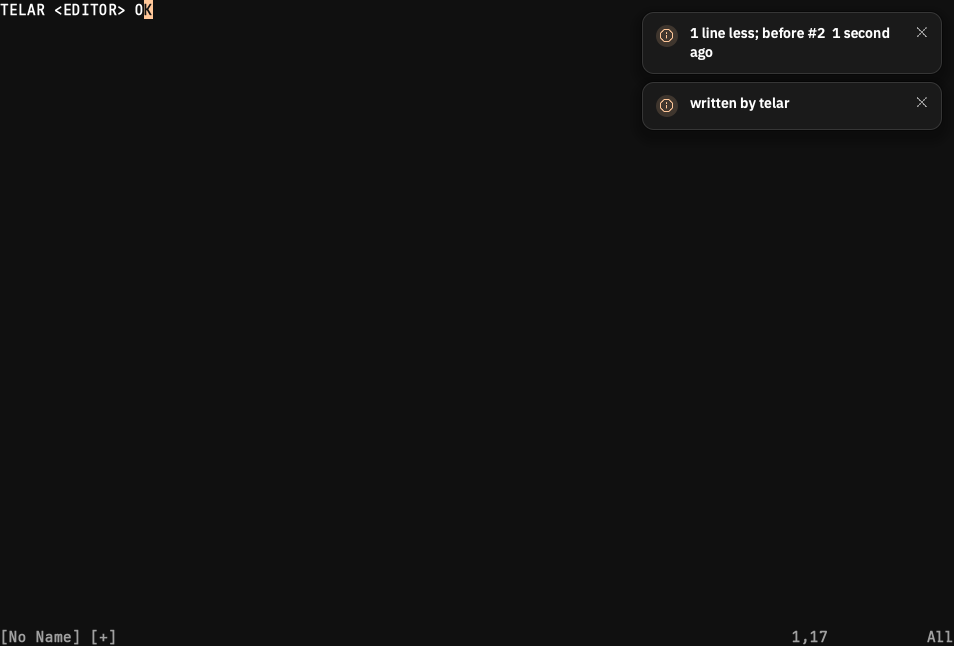 TELAR <EDITOR> OK
1 line less; before #2  1 second
ago
written by telar
[No Name] [+]
1,17
All